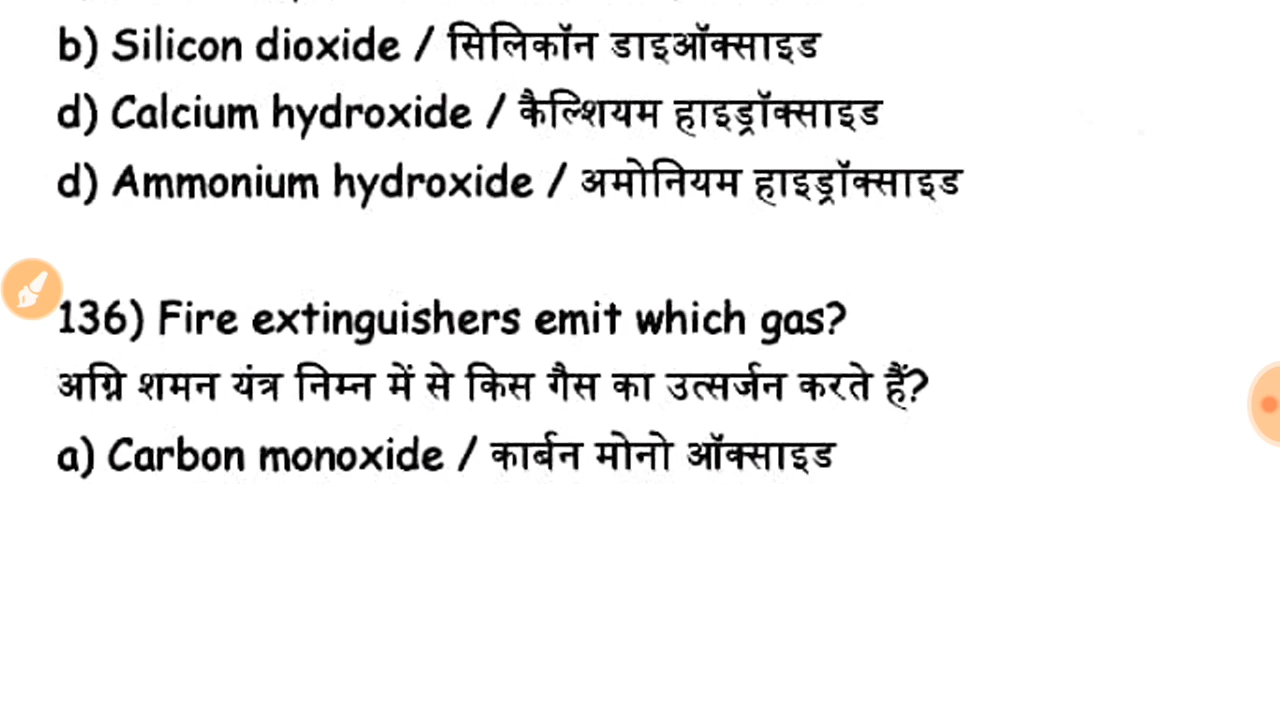 b) Silicon dioxide / सिलिकॉन डाइऑक्साइड
d) Calcium hydroxide / कैल्शियम हाइड्रॉक्साइड
d) Ammonium hydroxide / अमोनियम हाइड्रॉक्साइड
136) Fire extinguishers emit which gas?
अग्नि शमन यंत्र निम्न में से किस गैस का उत्सर्जन करते हैं?
a) Carbon monoxide / कार्बन मोनो ऑक्साइड